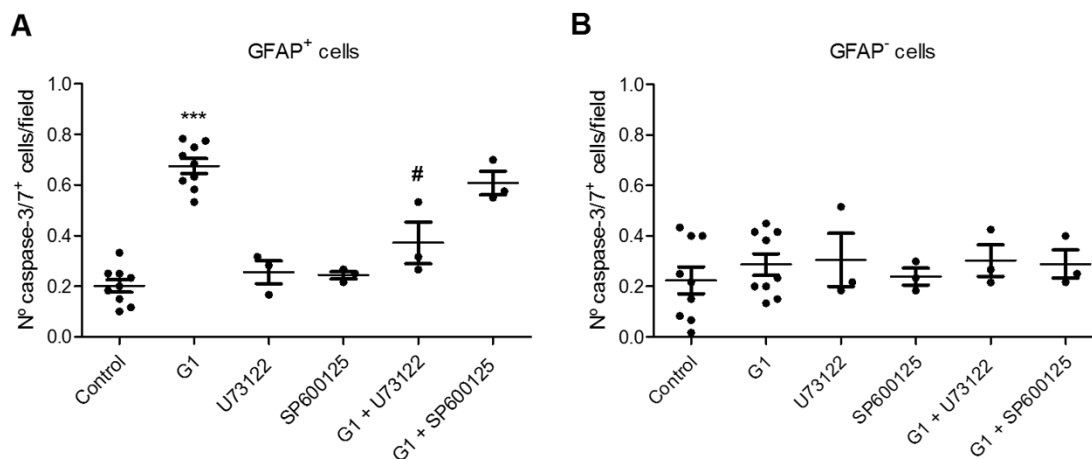 A
GFAP+ cells
Nº caspase-3/7+ cells/field
1.0
0.8
0.6
0.4
0.2
0.0
***
#
Control
G1
U73122
SP600125
G1 + U73122
G1 + SP600125
B
GFAP- cells
Nº caspase-3/7+ cells/field
1.0
0.8
0.6
0.4
0.2
0.0
Control
G1
U73122
SP600125
G1 + U73122
G1 + SP600125